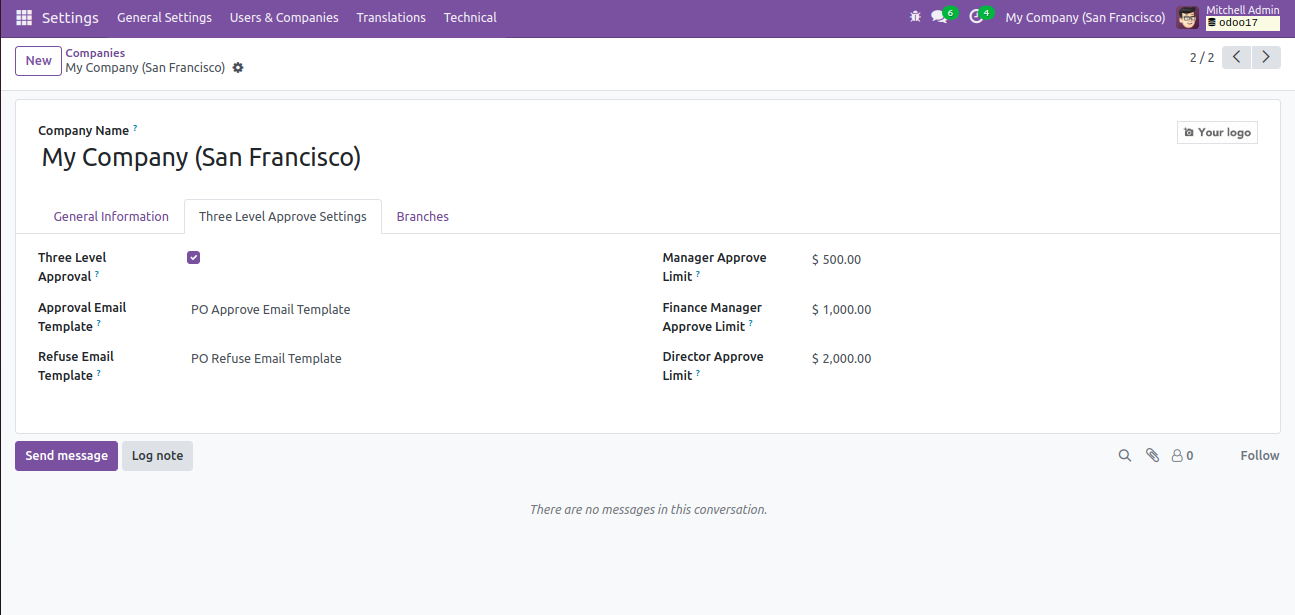 Settings General Settings Users & Companies Translations Technical 6 4 My Company (San Francisco) Mitchell Admin
odoo17
New Companies
My Company (San Francisco) 2 / 2
Company Name ?
Your logo
My Company (San Francisco)
General Information Three Level Approve Settings Branches
Three Level
Approval ?
Manager Approve
Limit ?
$ 500.00
Approval Email
Template ?
PO Approve Email Template
Finance Manager
Approve Limit ?
$ 1,000.00
Refuse Email
Template ?
PO Refuse Email Template
Director Approve
Limit ?
$ 2,000.00
Send message Log note 0 Follow
There are no messages in this conversation.